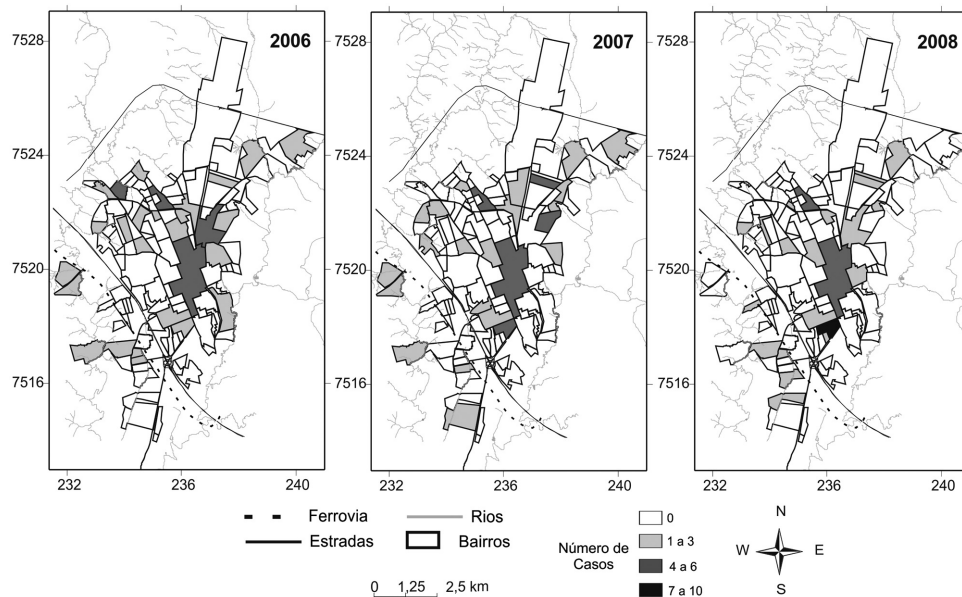 2006
2007
2008
7528
7524
7520
7516
7528
7524
7520
7516
7528
7524
7520
7516
232
236
240
232
236
240
232
236
240
Ferrovia
Rios
Estradas
Bairros
0 1,25 2,5 km
Número de
Casos
0
1 a 3
4 a 6
7 a 10
N
W
E
S